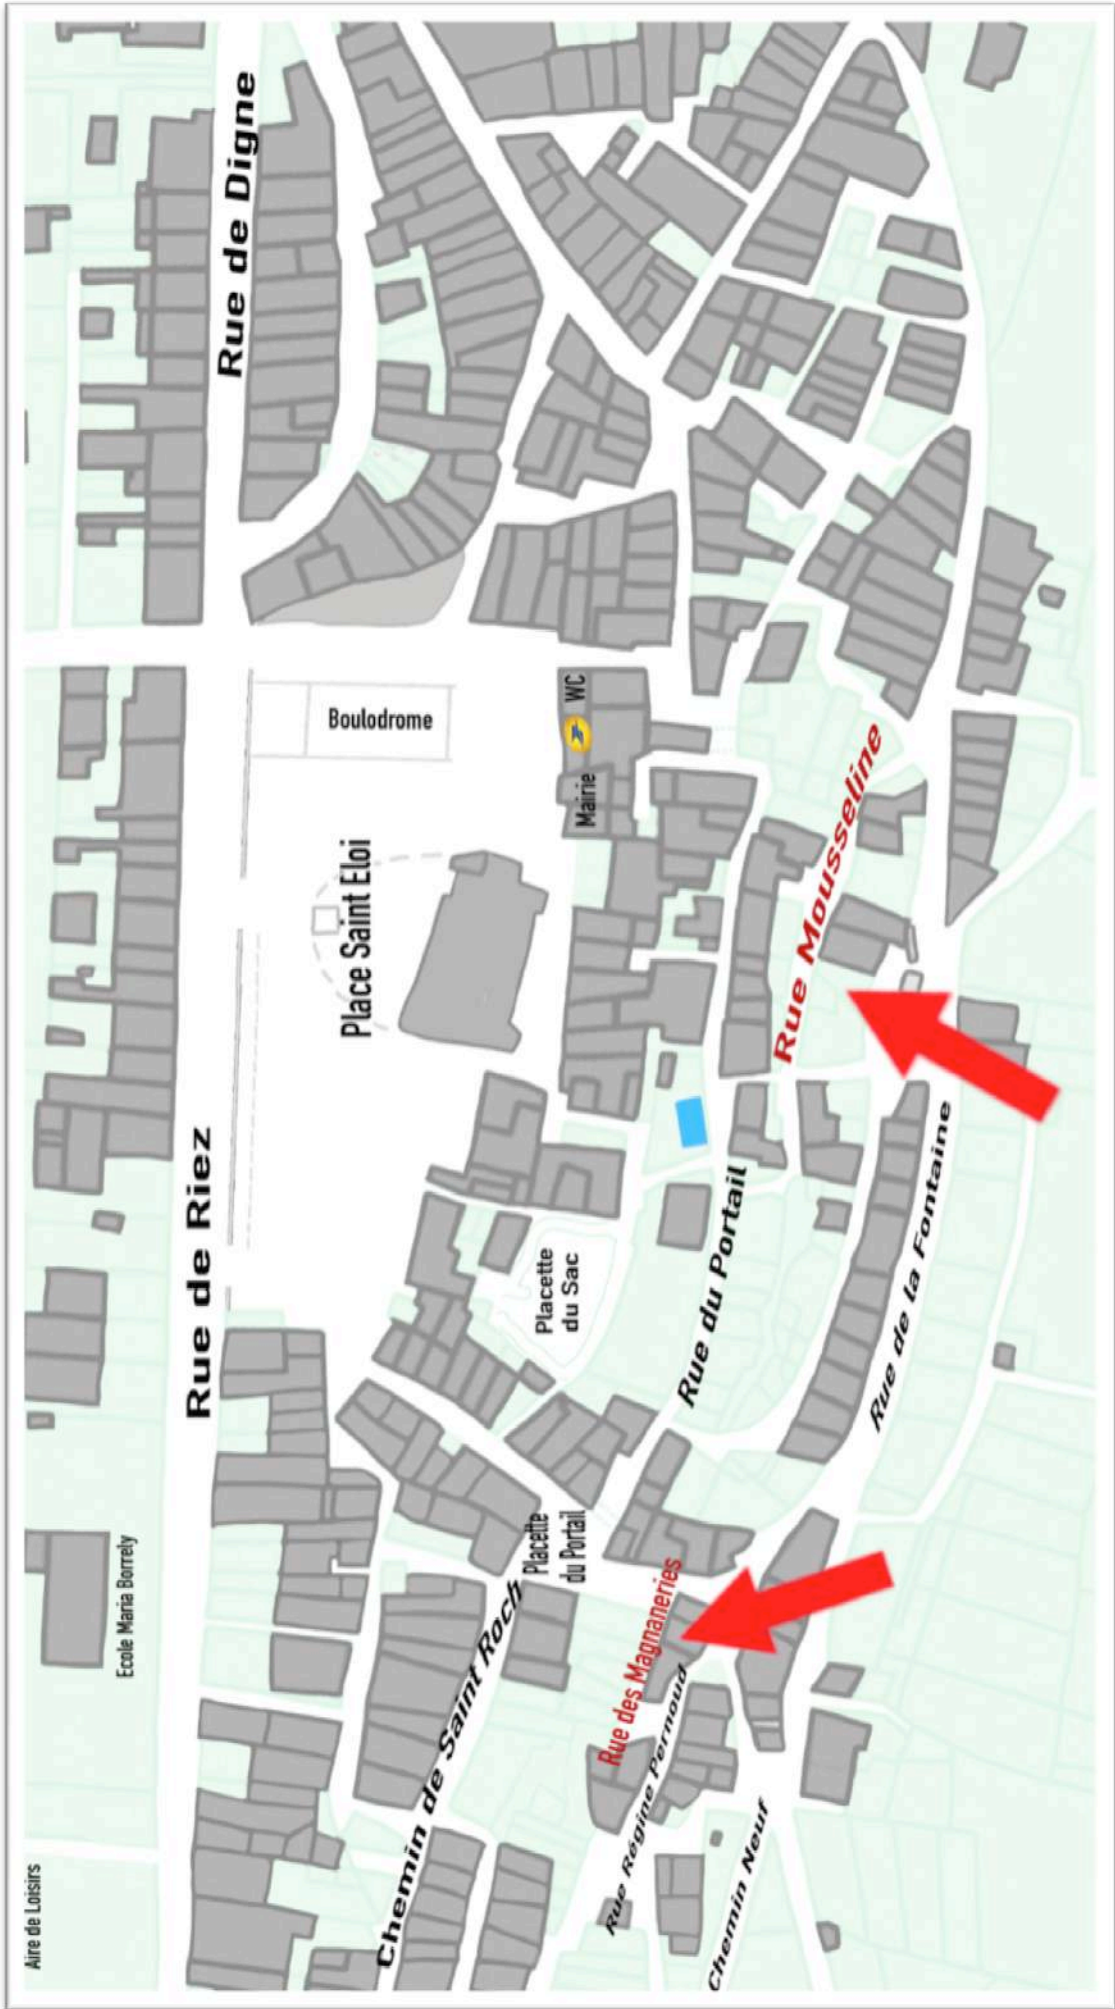 Aire de Loisirs
Ecole Maria Borrely
Rue de Riez
Rue de Digne
Boulodrome
Place Saint Eloi
Mairie
WC
Placette
du Sac
Chemin de Saint Roch
Placette
du Portail
Rue du Portail
Rue des Magnaneries
Rue Mousseline
Rue Régine Pernoud
Rue de la Fontaine
Chemin Neuf